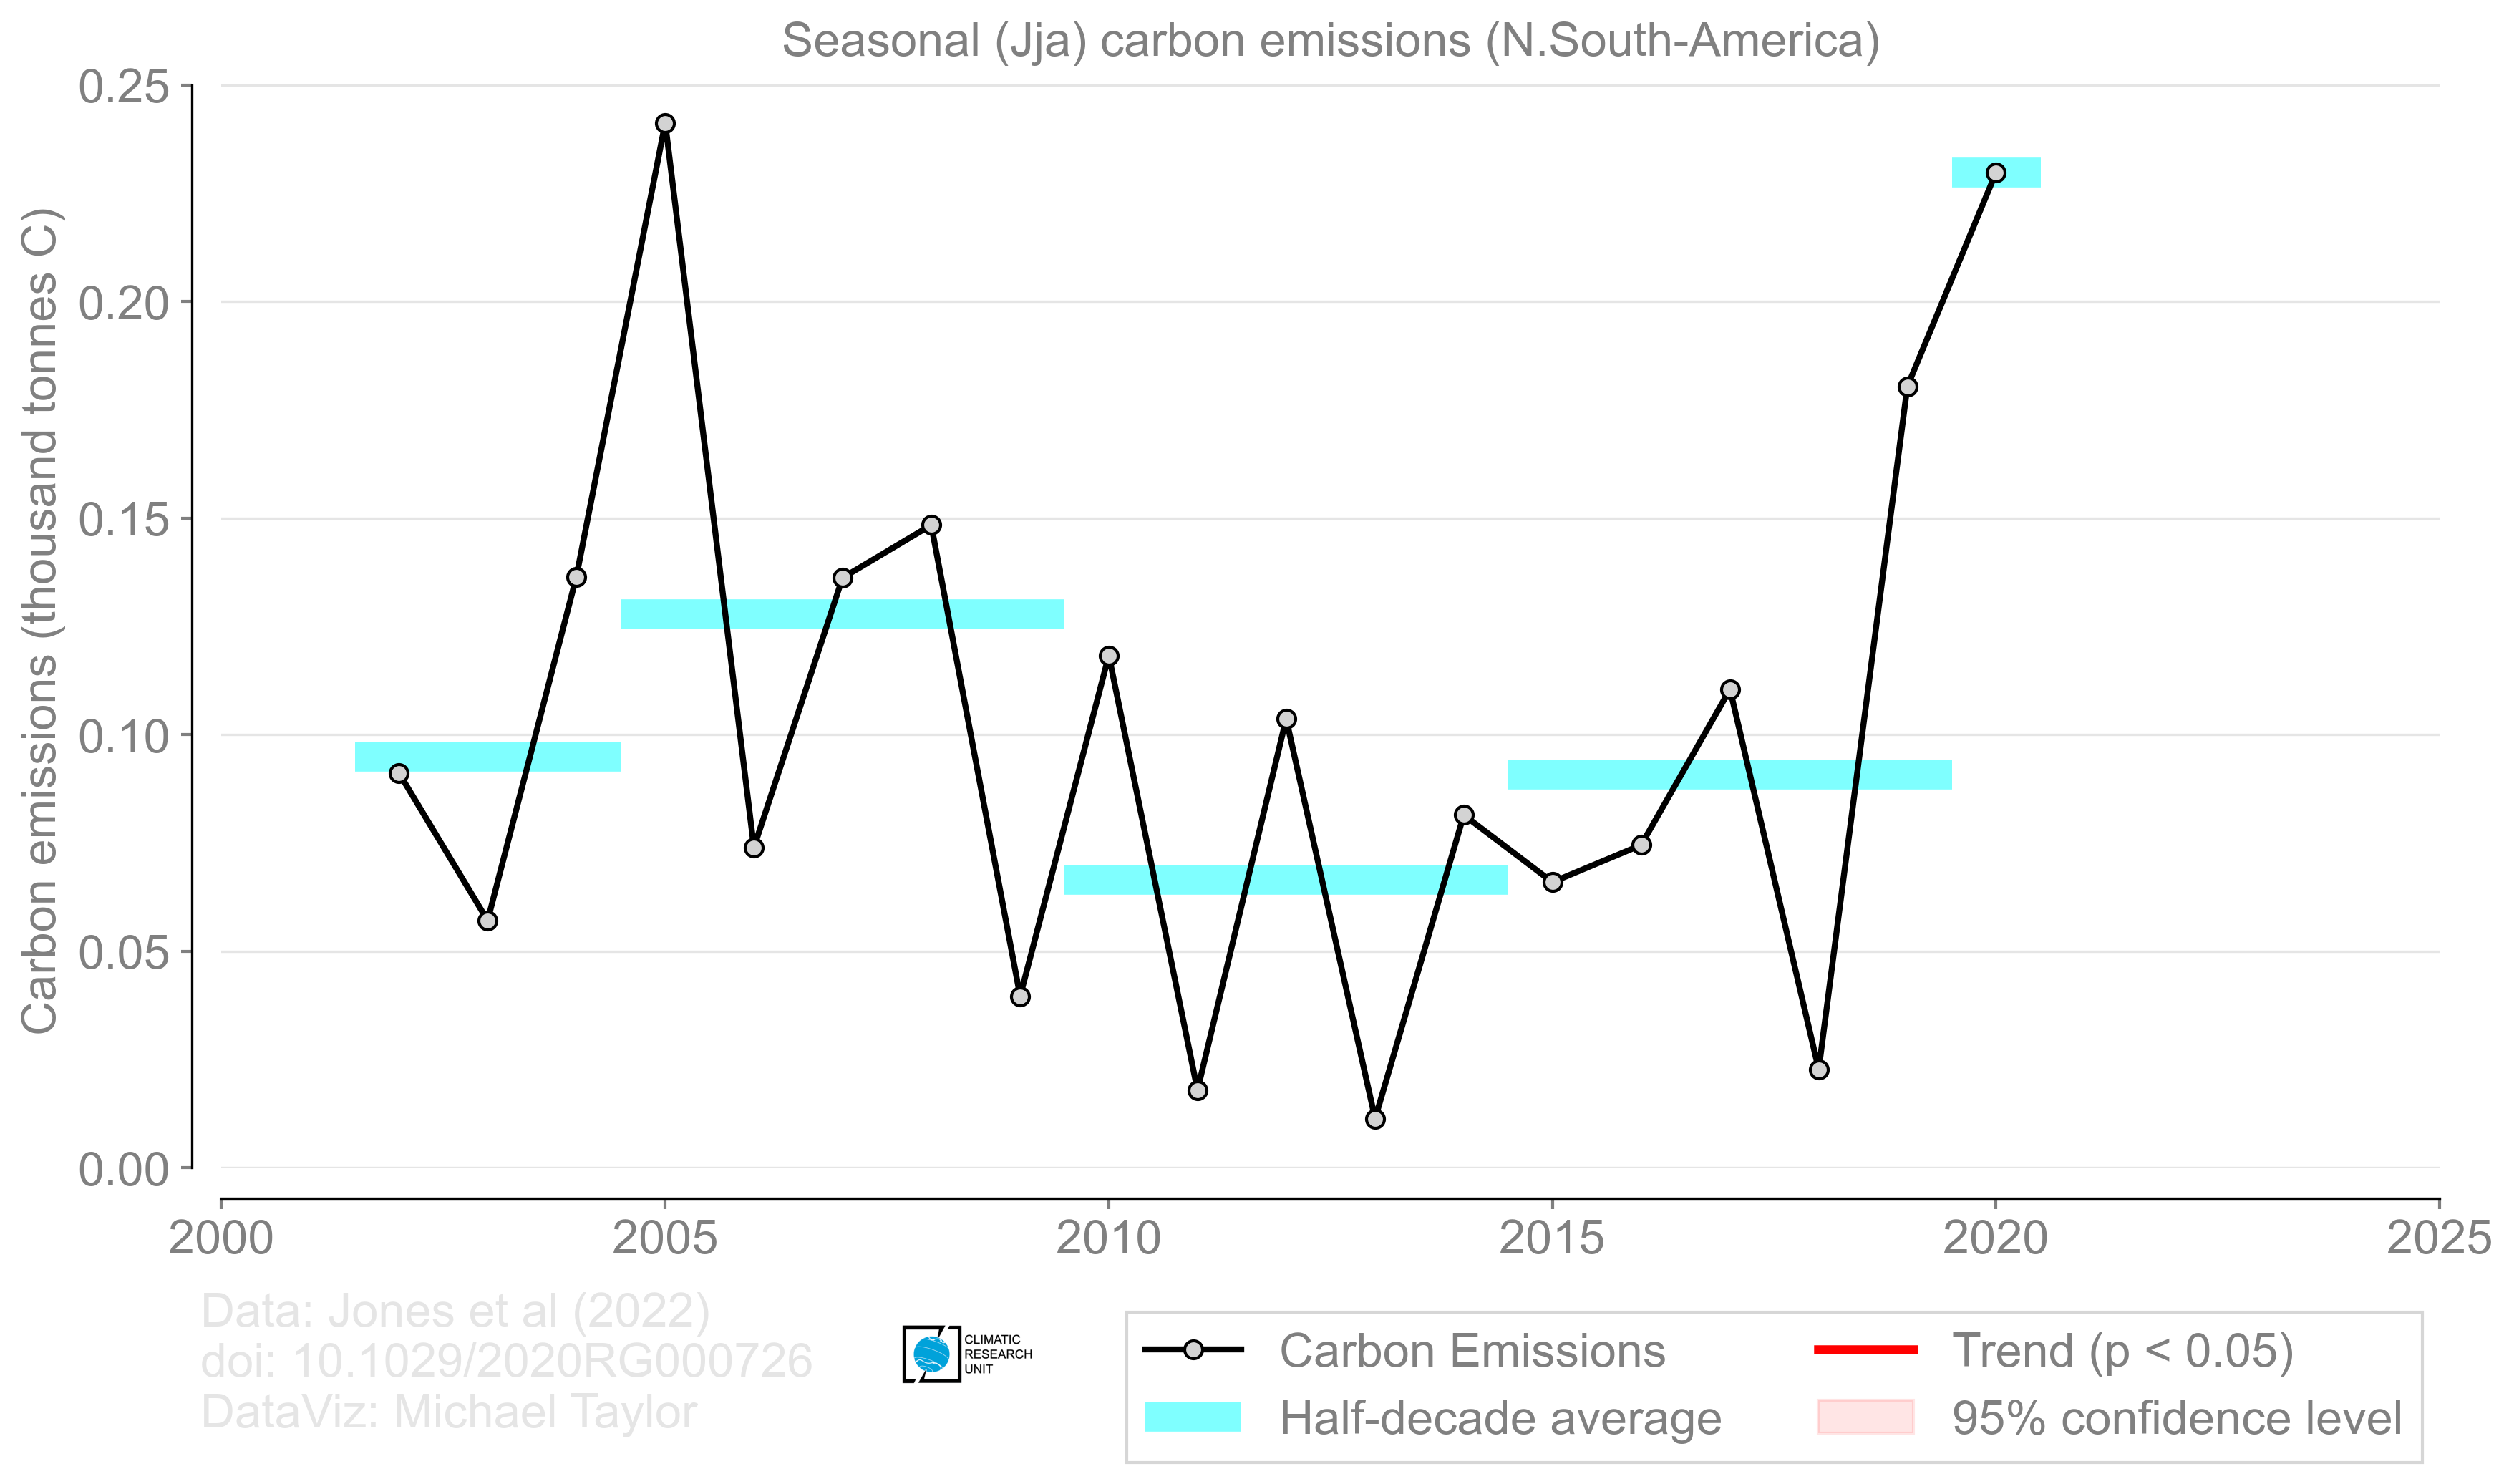 Seasonal (Jja) carbon emissions (N.South-America)
Carbon emissions (thousand tonnes C)
0.25
0.20
0.15
0.10
0.05
0.00
2000 2005 2010 2015 2020 2025
Data: Jones et al (2022)
doi: 10.1029/2020RG000726
DataViz: Michael Taylor
CLIMATIC
RESEARCH
UNIT
Carbon Emissions
Half-decade average
Trend (p < 0.05)
95% confidence level